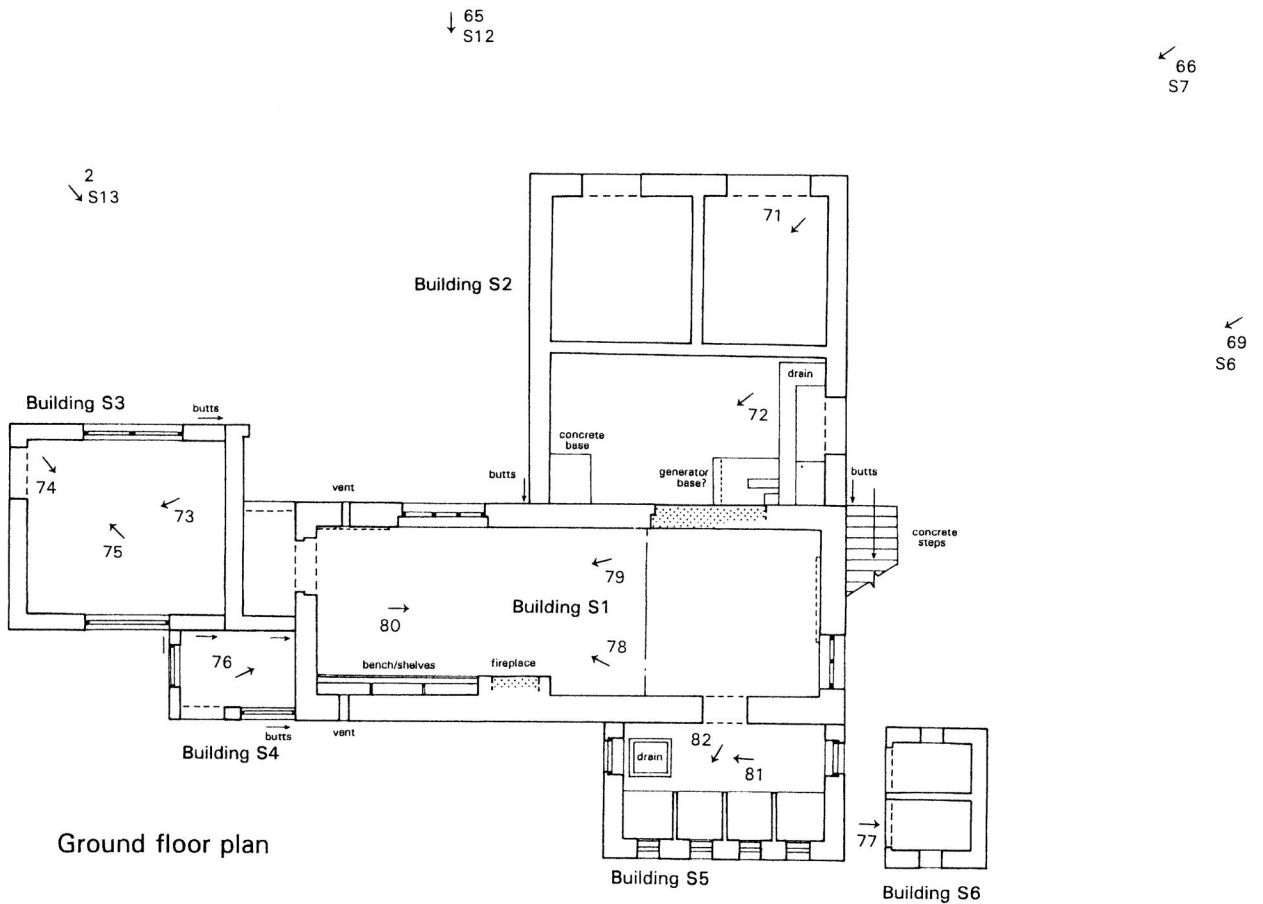 65
S12
66
S7
2
S13
71
Building S2
69
S6
drain
Building S3
butts
72
concrete
base
74
generator
base?
butts
butts
vent
73
75
concrete
steps
79
Building S1
80
78
76
bench/shelves
fireplace
82
butts
vent
Building S4
drain
81
77
Ground floor plan
Building S5
Building S6